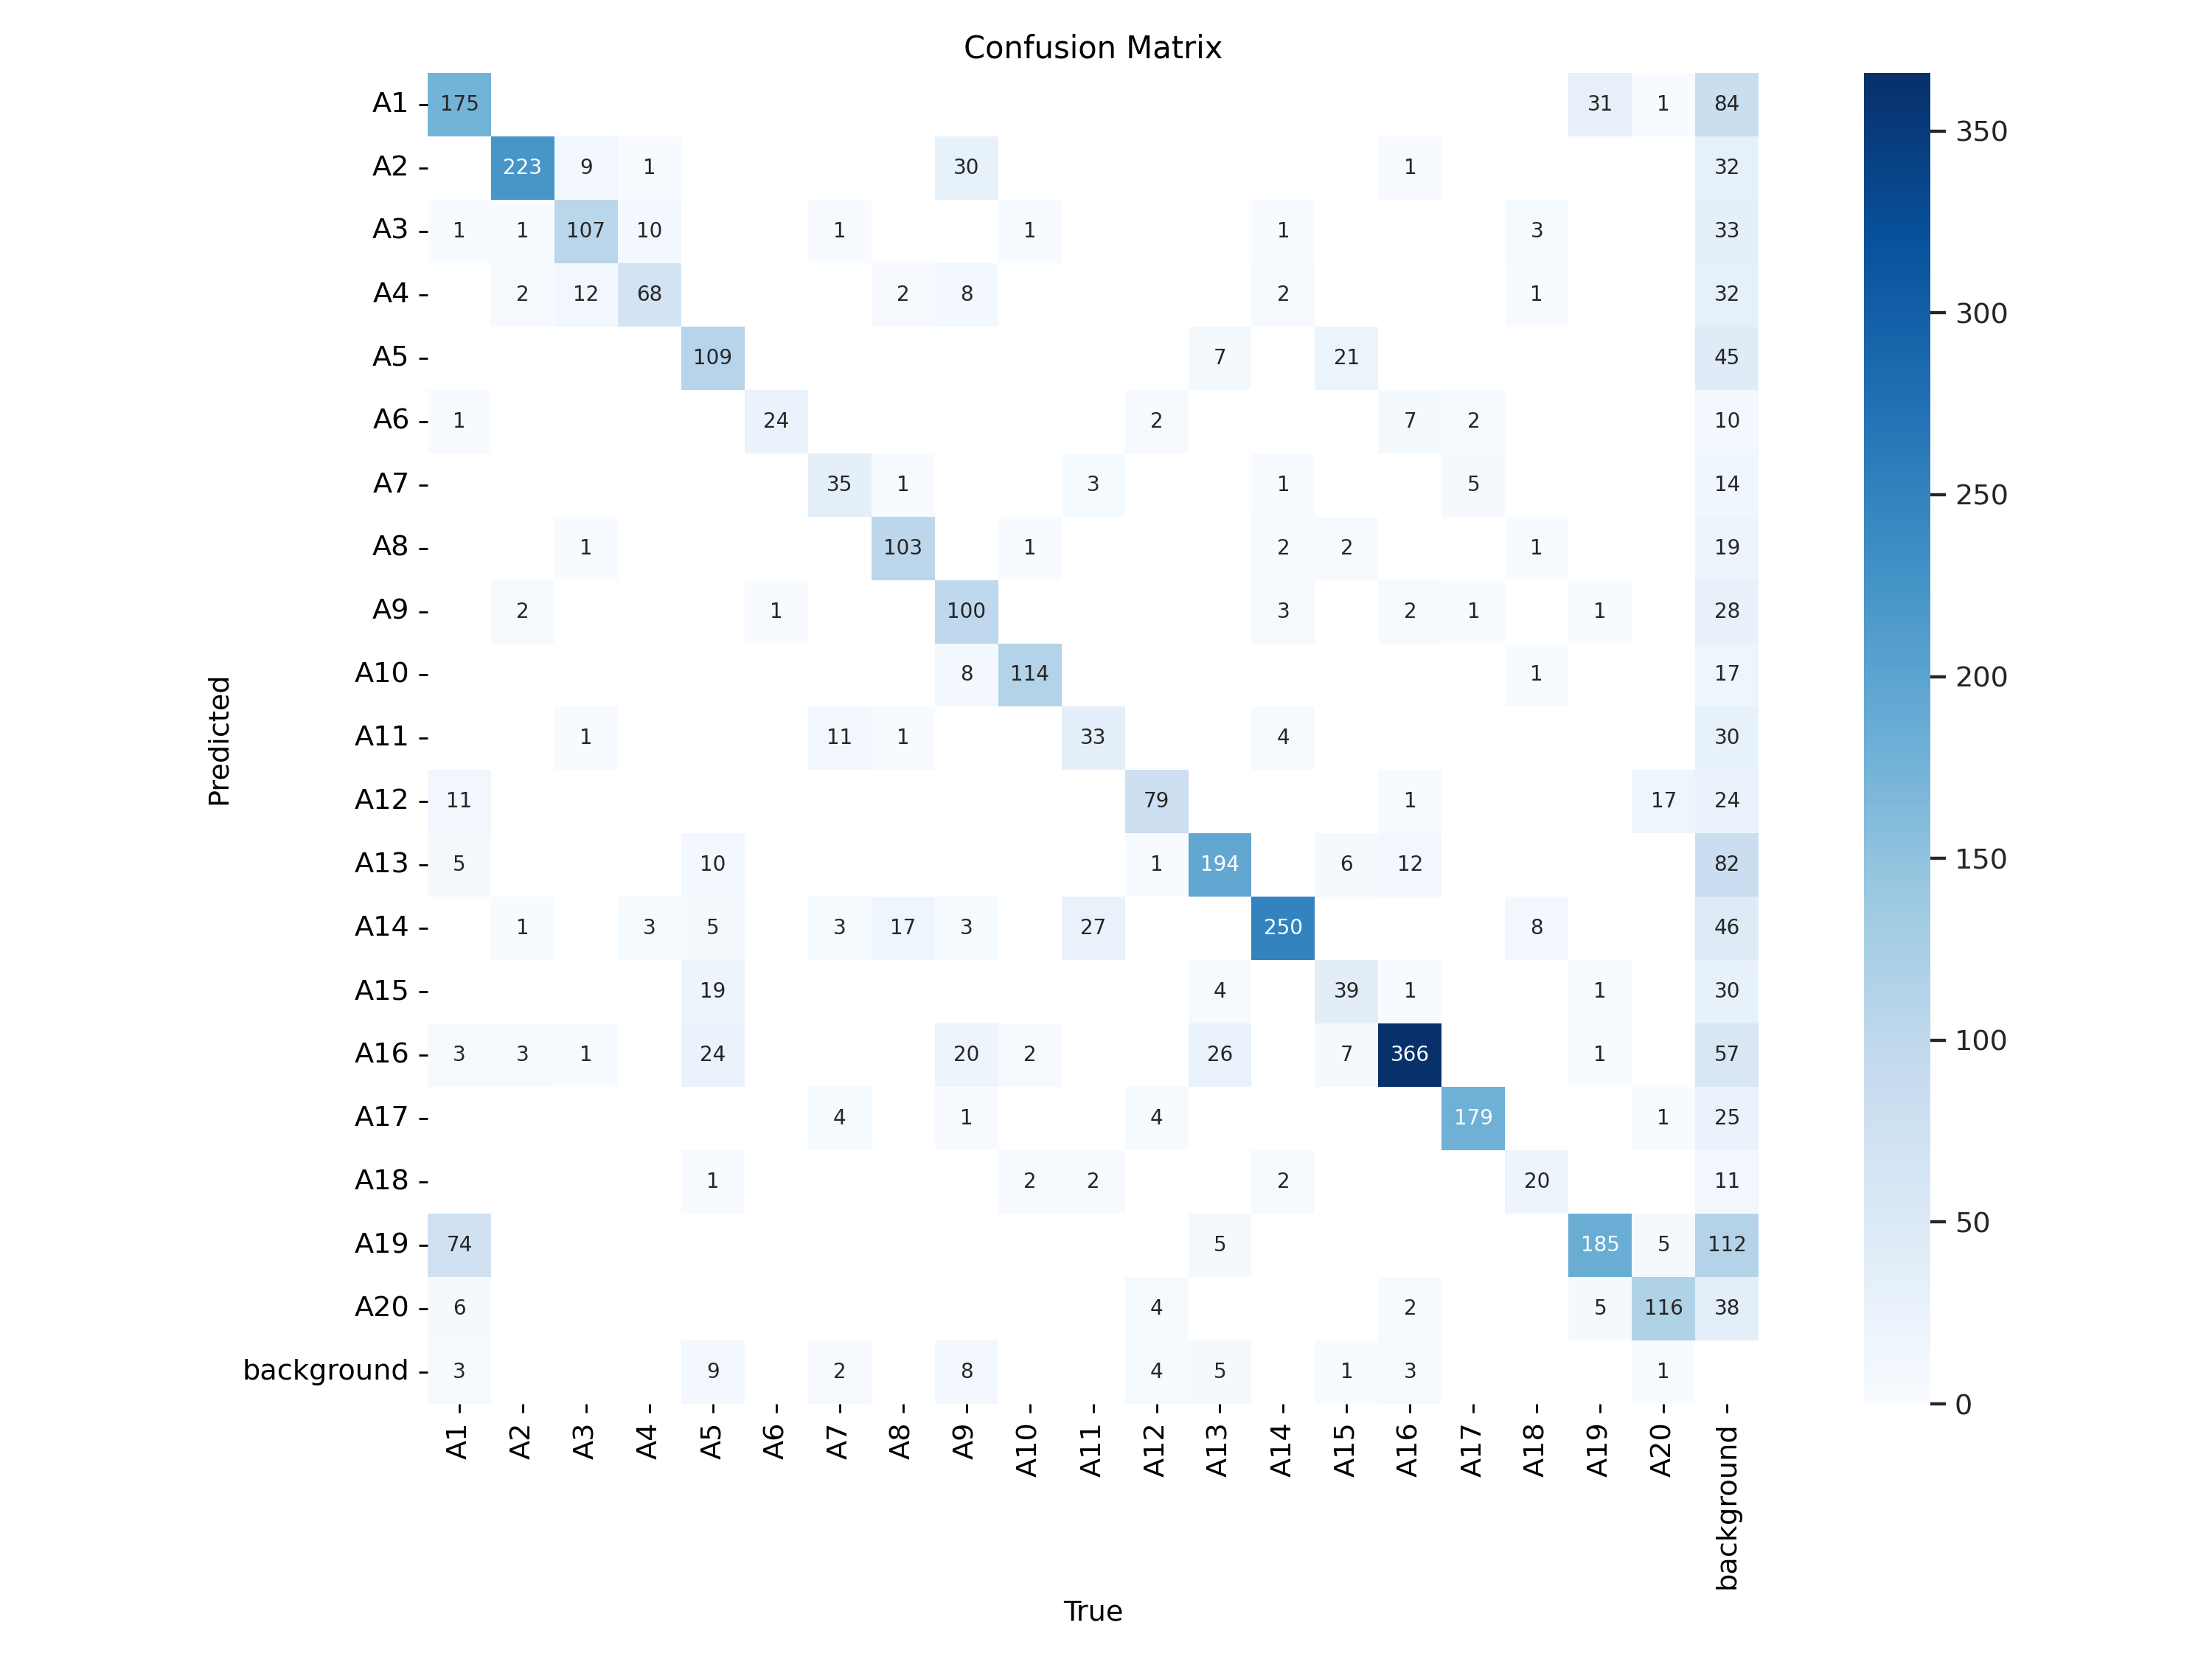 Confusion Matrix
A1 175 31 1 84
A2 223 9 1 30 1 32
A3 1 1 107 10 1 1 1 3 33
A4 2 12 68 2 8 2 1 32
A5 109 7 21 45
A6 1 24 2 7 2 10
A7 35 1 3 1 5 14
A8 1 103 1 2 2 1 19
A9 2 1 100 3 2 1 1 28
A10 8 114 1 17
A11 1 11 1 33 4 30
A12 11 79 1 17 24
A13 5 10 1 194 6 12 82
A14 1 3 5 3 17 3 27 250 8 46
A15 19 4 39 1 1 30
A16 3 3 1 24 20 2 26 7 366 1 57
A17 4 1 4 179 1 25
A18 1 2 2 2 20 11
A19 74 5 185 5 112
A20 6 4 2 5 116 38
background 3 9 2 8 4 5 1 3 1
A1 A2 A3 A4 A5 A6 A7 A8 A9 A10 A11 A12 A13 A14 A15 A16 A17 A18 A19 A20 background
True
Predicted
350
300
250
200
150
100
50
0